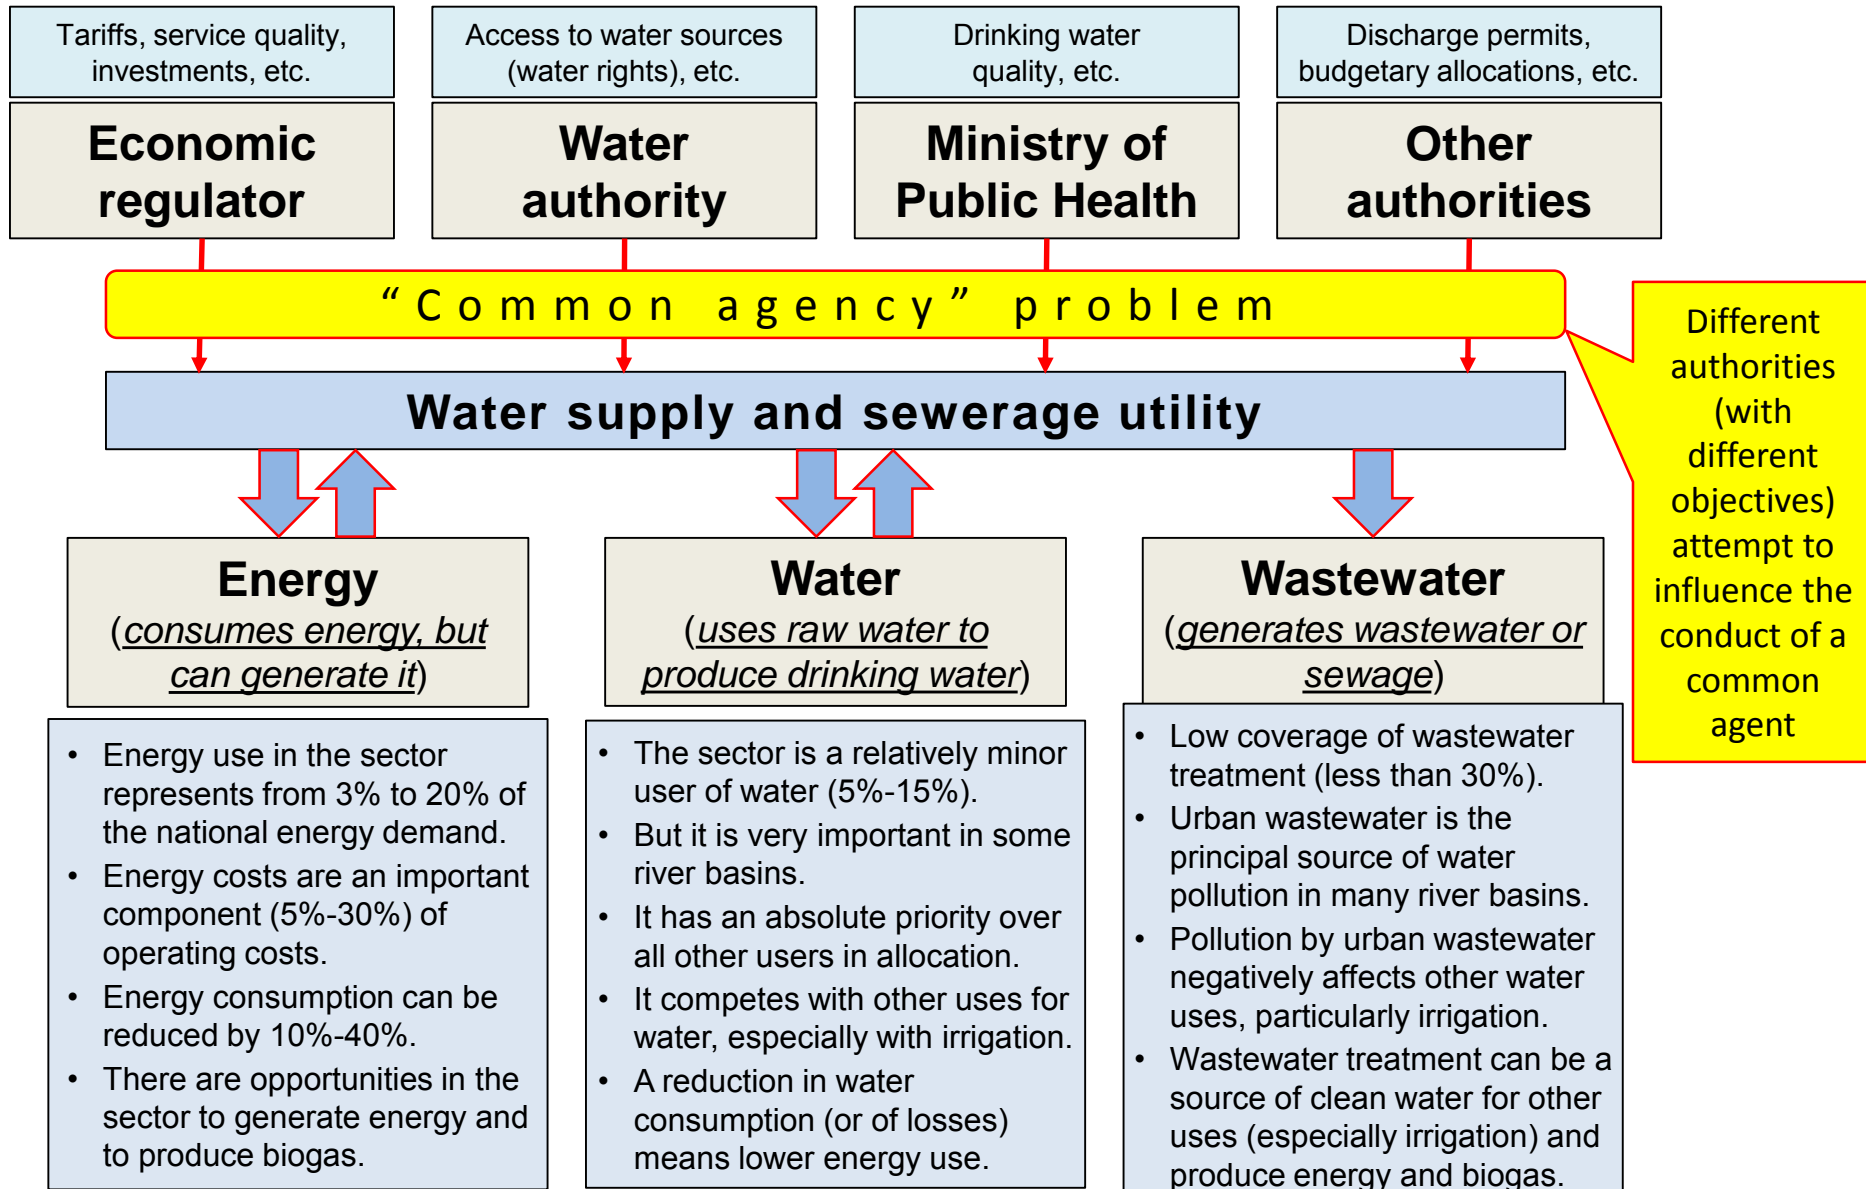 Tariffs, service quality,
investments, etc.
Access to water sources
(water rights), etc.
Drinking water
quality, etc.
Discharge permits,
budgetary allocations, etc.
Economic
regulator
Water
authority
Ministry of
Public Health
Other
authorities
“Common agency” problem
Different
authorities
(with
different
objectives)
attempt to
influence the
conduct of a
common
agent
Water supply and sewerage utility
Energy
(consumes energy, but
can generate it)
• Energy use in the sector
represents from 3% to 20% of
the national energy demand.
• Energy costs are an important
component (5%-30%) of
operating costs.
• Energy consumption can be
reduced by 10%-40%.
• There are opportunities in the
sector to generate energy and
to produce biogas.
Water
(uses raw water to
produce drinking water)
• The sector is a relatively minor
user of water (5%-15%).
• But it is very important in some
river basins.
• It has an absolute priority over
all other users in allocation.
• It competes with other uses for
water, especially with irrigation.
• A reduction in water
consumption (or of losses)
means lower energy use.
Wastewater
(generates wastewater or
sewage)
• Low coverage of wastewater
treatment (less than 30%).
• Urban wastewater is the
principal source of water
pollution in many river basins.
• Pollution by urban wastewater
negatively affects other water
uses, particularly irrigation.
• Wastewater treatment can be a
source of clean water for other
uses (especially irrigation) and
produce energy and biogas.